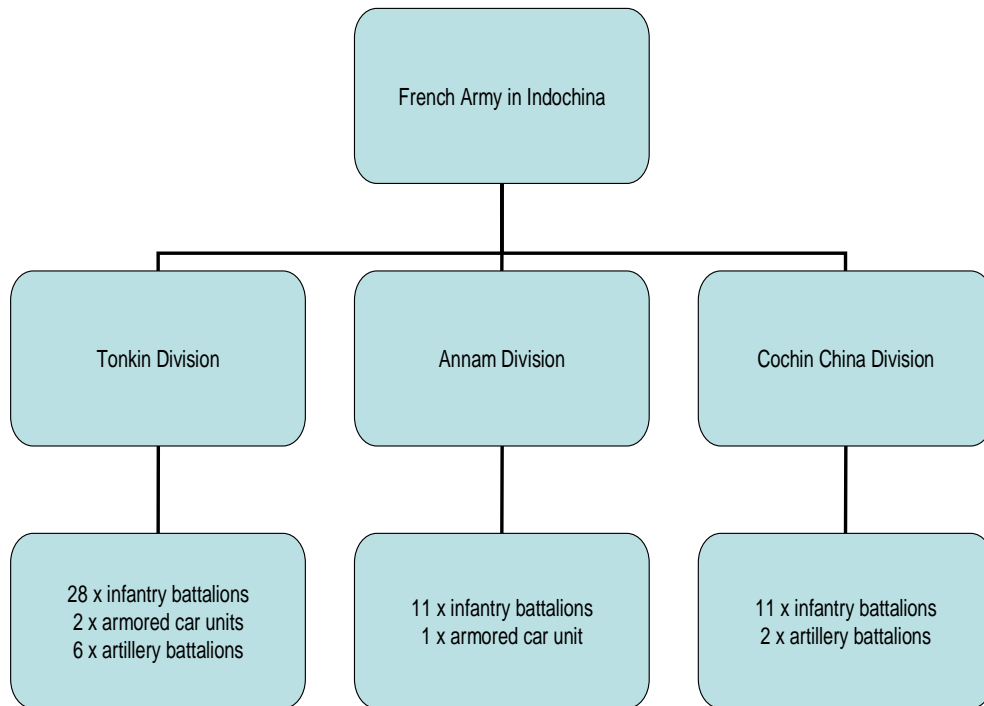 French Army in Indochina
Tonkin Division
Annam Division
Cochin China Division
28 x infantry battalions
2 x armored car units
6 x artillery battalions
11 x infantry battalions
1 x armored car unit
11 x infantry battalions
2 x artillery battalions